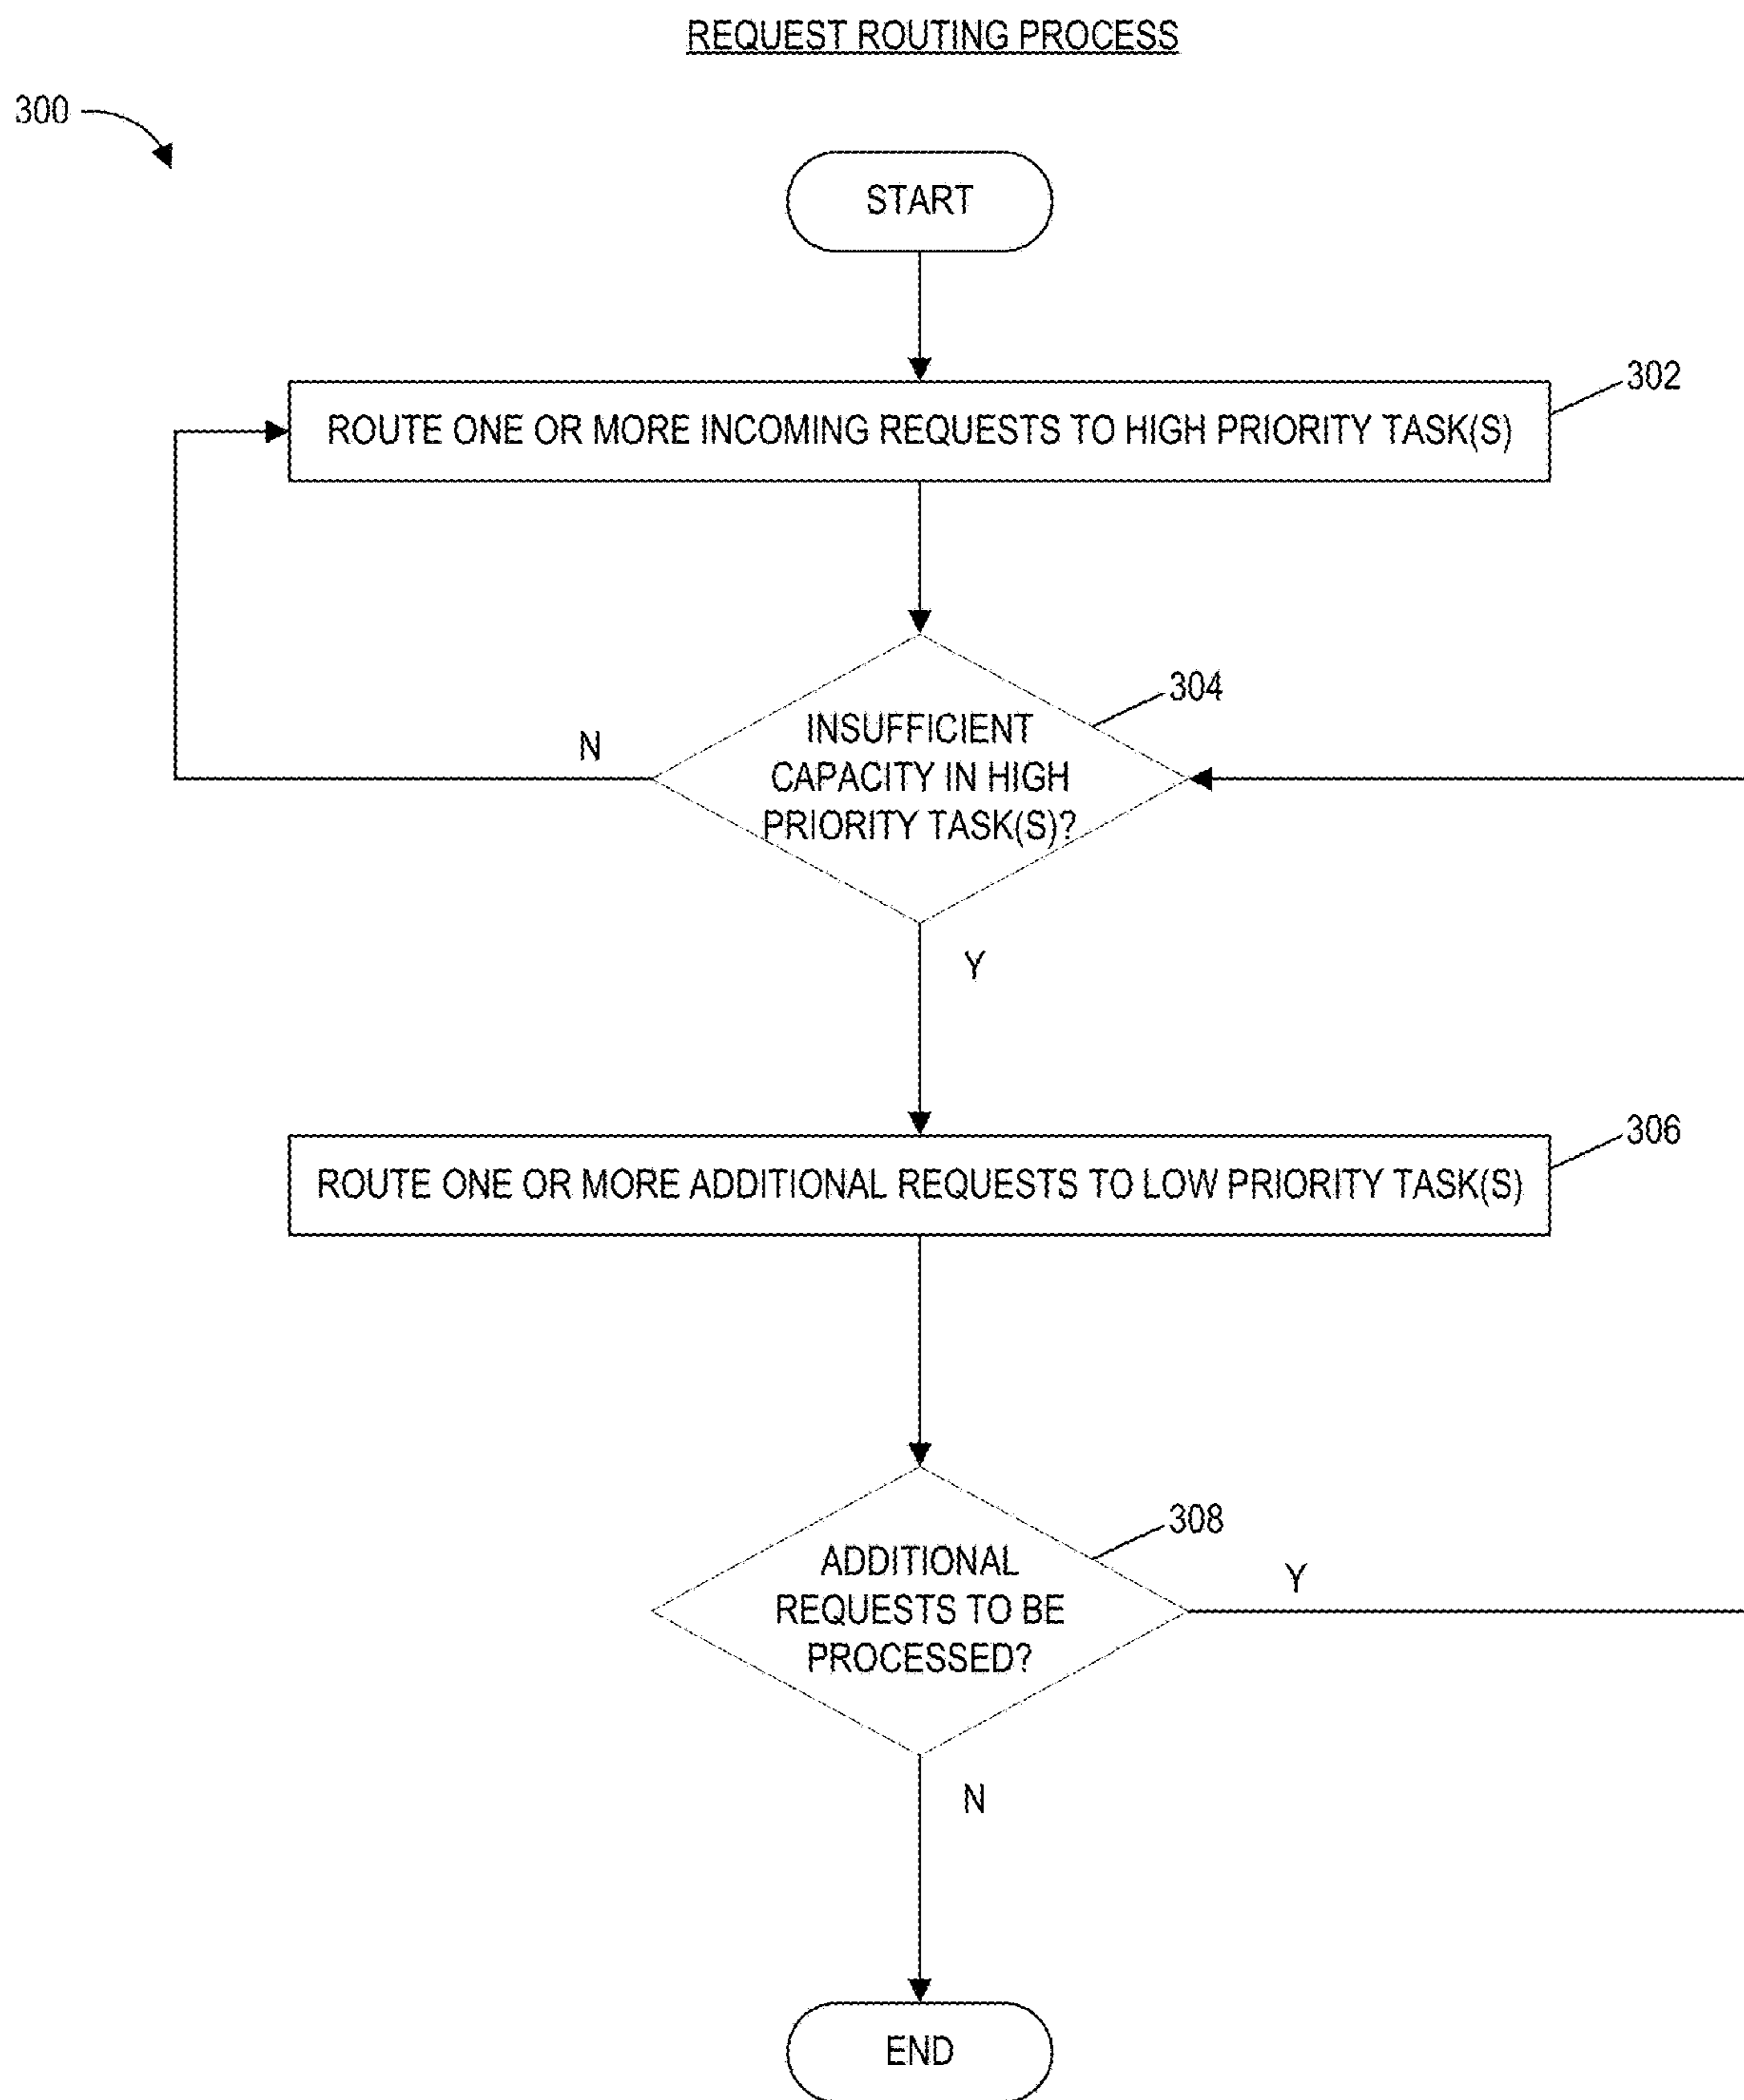 REQUEST ROUTING PROCESS
300
START
302
ROUTE ONE OR MORE INCOMING REQUESTS TO HIGH PRIORITY TASK(S)
304
INSUFFICIENT
CAPACITY IN HIGH
PRIORITY TASK(S)?
N
Y
306
ROUTE ONE OR MORE ADDITIONAL REQUESTS TO LOW PRIORITY TASK(S)
308
ADDITIONAL
REQUESTS TO BE
PROCESSED?
Y
N
END